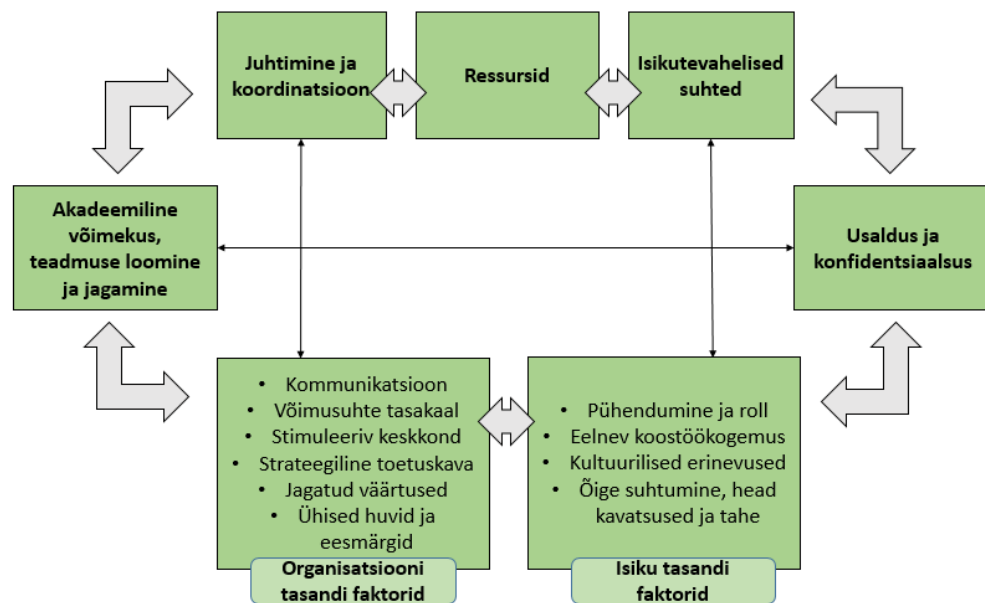 Juhtimine ja
koordinatsioon
Ressursid
Isikutevahelised
suhted
Akadeemiline
võimekus,
teadmuse loomine
ja jagamine
Usaldus ja
konfidentsiaalsus
• Kommunikatsioon
• Võimusuhte tasakaal
• Stimuleeriv keskkond
• Strateegiline toetuskava
• Jagatud väärtused
• Ühised huvid ja
eesmärgid
Organisatsiooni
tasandi faktorid
• Pühendumine ja roll
• Eelnev koostöökogemus
• Kultuurilised erinevused
• Õige suhtumine, head
kavatsused ja tahe
Isiku tasandi
faktorid